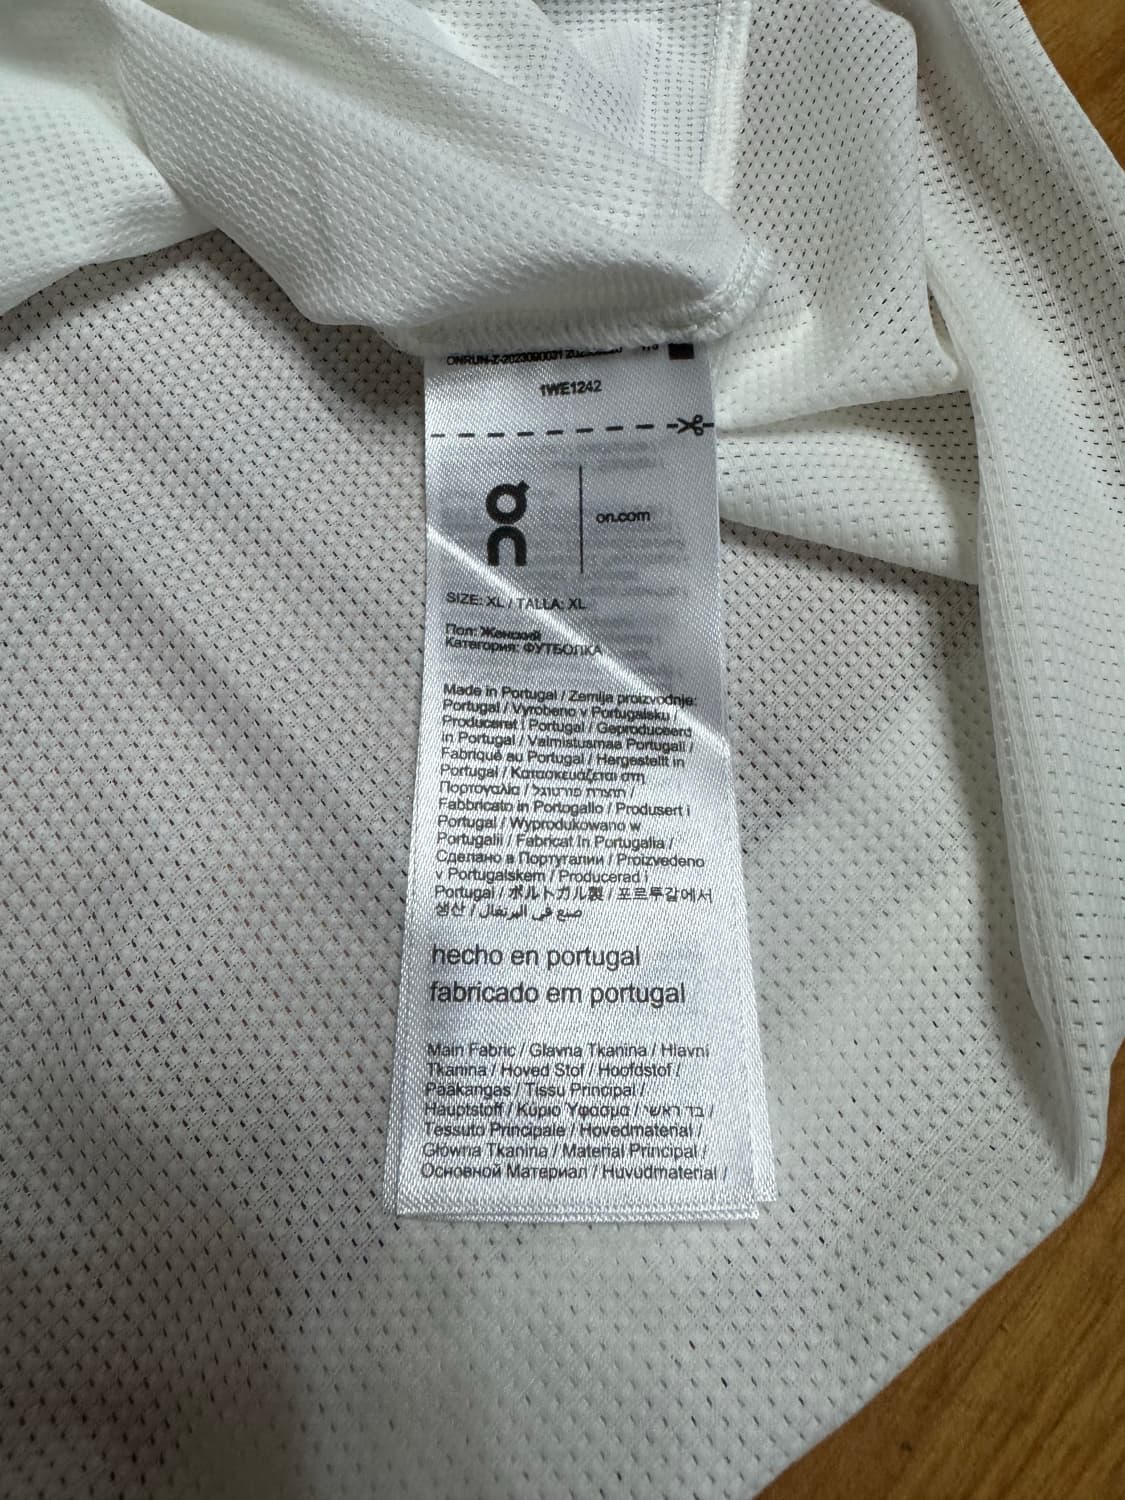 1WE1242
on
on.com
SIZE: XL / TALLA: XL
Пол: Женский
Категория: ФУТБОЛКА
Made in Portugal / Zemlja proizvodnje:
Portugal / Vyrobeno v Portugalsku /
Produceret i Portugal / Geproduceerd
in Portugal / Valmistusmaa Portugali /
Fabriqué au Portugal / Hergestellt in
Portugal / Κατασκευάζεται στη
Πορτογαλία / תוצרת פורטוגל /
Fabbricato in Portogallo / Produsert i
Portugal / Wyprodukowano w
Portugalii / Fabricat în Portugalia /
Сделано в Португалии / Proizvedeno
v Portugalskem / Producerad i
Portugal / ポルトガル製 / 포르투갈에서
생산 / صنع في البرتغال
hecho en portugal
fabricado em portugal
Main Fabric / Glavna Tkanina / Hlavní
Tkanina / Hoved Stof / Hoofdstof /
Pääkangas / Tissu Principal /
Hauptstoff / Κύριο Ύφασμα / בד ראשי /
Tessuto Principale / Hovedmaterial /
Główna Tkanina / Material Principal /
Основной Материал / Huvudmaterial /